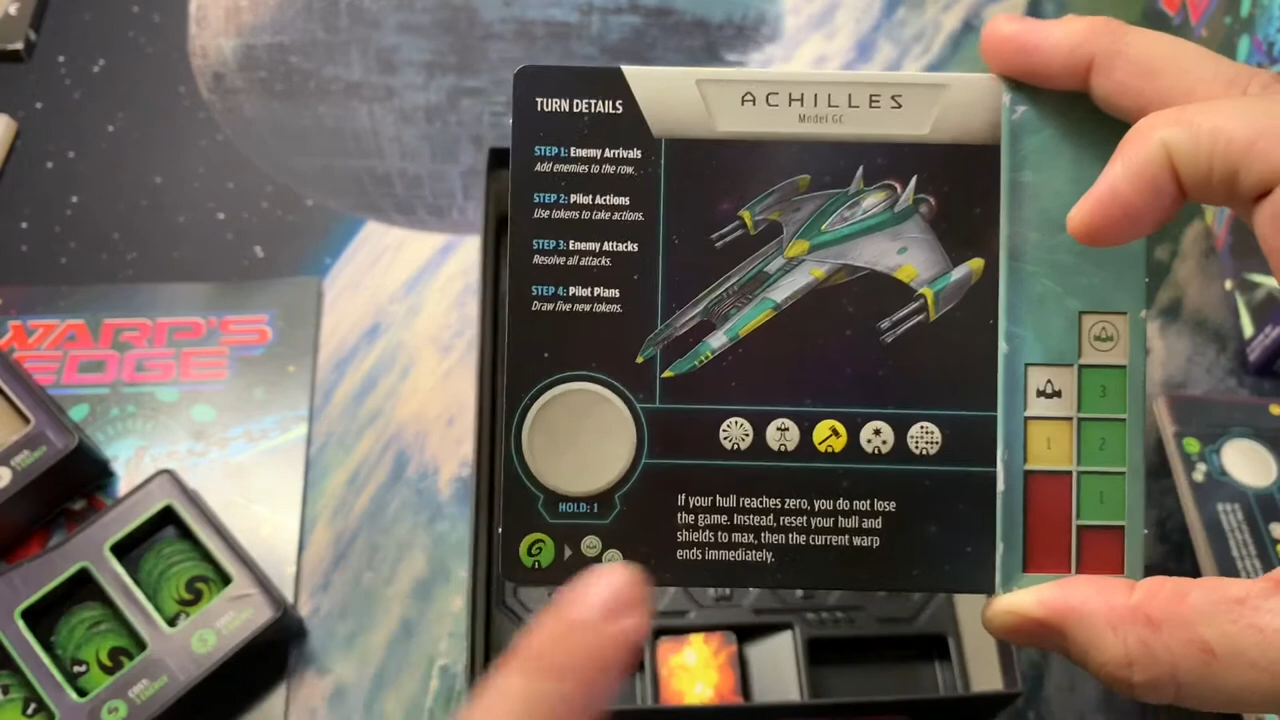 TURN DETAILS
STEP 1: Enemy Arrivals
Add enemies to the row.
STEP 2: Pilot Actions
Use tokens to take actions.
STEP 3: Enemy Attacks
Resolve all attacks.
STEP 4: Pilot Plans
Draw five new tokens.
ACHILLES
Model GC
HOLD: 1
If your hull reaches zero, you do not lose
the game. Instead, reset your hull and
shields to max, then the current warp
ends immediately.
3
1
2
1
WARP'S
EDGE
COST
3 ENERGY